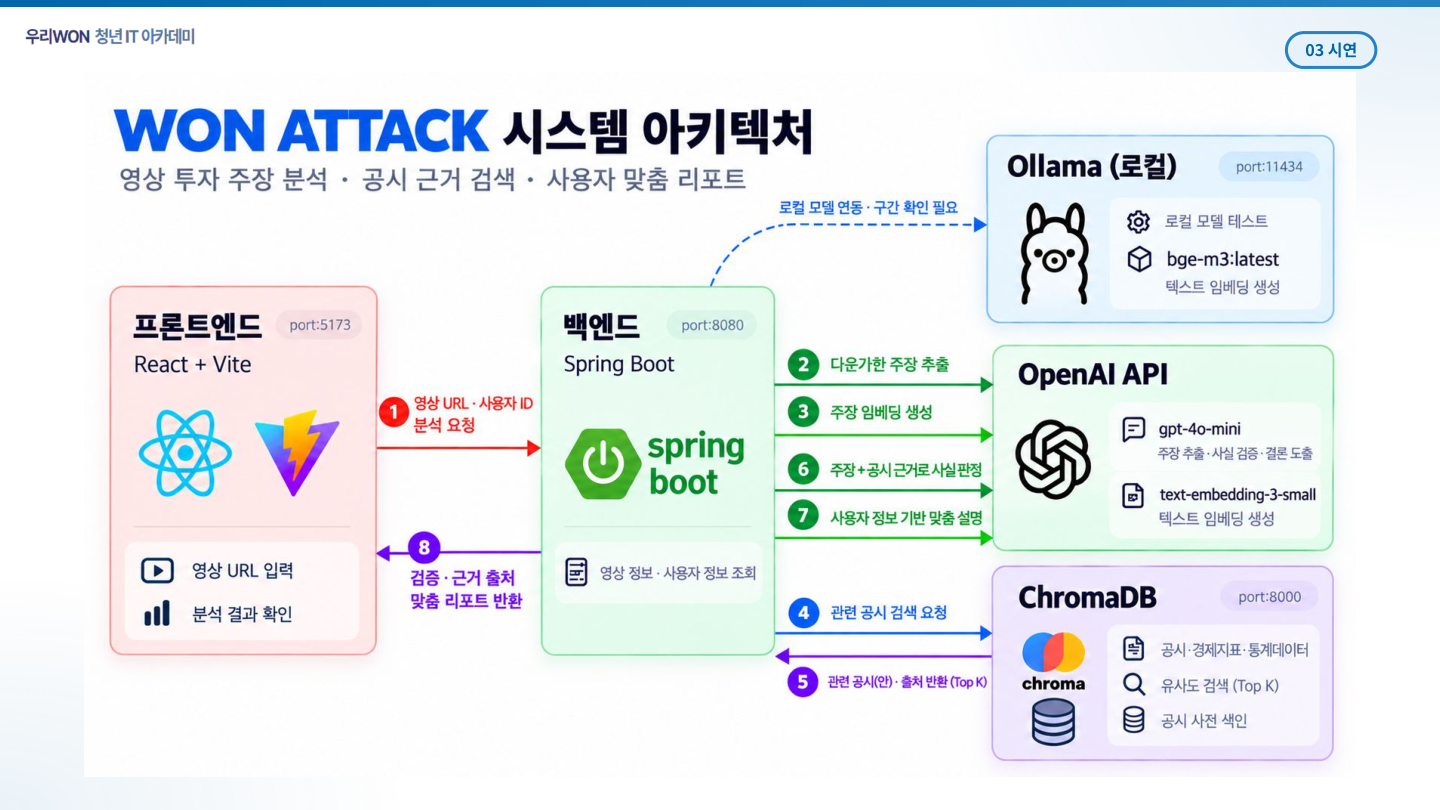 우리WON 청년 IT 아카데미
03 시연
WON ATTACK 시스템 아키텍처
영상 투자 주장 분석 · 공시 근거 검색 · 사용자 맞춤 리포트
로컬 모델 연동 · 구간 확인 필요
Ollama (로컬)
port:11434
로컬 모델 테스트
bge-m3:latest
텍스트 임베딩 생성
프론트엔드
port:5173
React + Vite
영상 URL 입력
분석 결과 확인
1
영상 URL · 사용자 ID
분석 요청
8
검증 · 근거 출처
맞춤 리포트 반환
백엔드
port:8080
Spring Boot
spring
boot
영상 정보 · 사용자 정보 조회
2 다운가한 주장 추출
3 주장 임베딩 생성
6 주장 + 공시 근거로 사실 판정
7 사용자 정보 기반 맞춤 설명
4 관련 공시 검색 요청
5 관련 공시(안) · 출처 반환 (Top K)
OpenAI API
gpt-4o-mini
주장 추출 · 사실 검증 · 결론 도출
text-embedding-3-small
텍스트 임베딩 생성
ChromaDB
port:8000
chroma
공시·경제지표·통계데이터
유사도 검색 (Top K)
공시 사전 색인